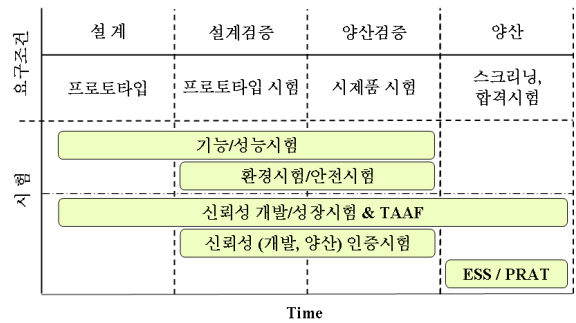 요구조건
설 계
설계검증
양산검증
양산
프로토타입
프로토타입 시험
시제품 시험
스크리닝,
합격시험
시 험
기능/성능시험
환경시험/안전시험
신뢰성 개발/성장시험 & TAAF
신뢰성 (개발, 양산) 인증시험
ESS / PRAT
Time